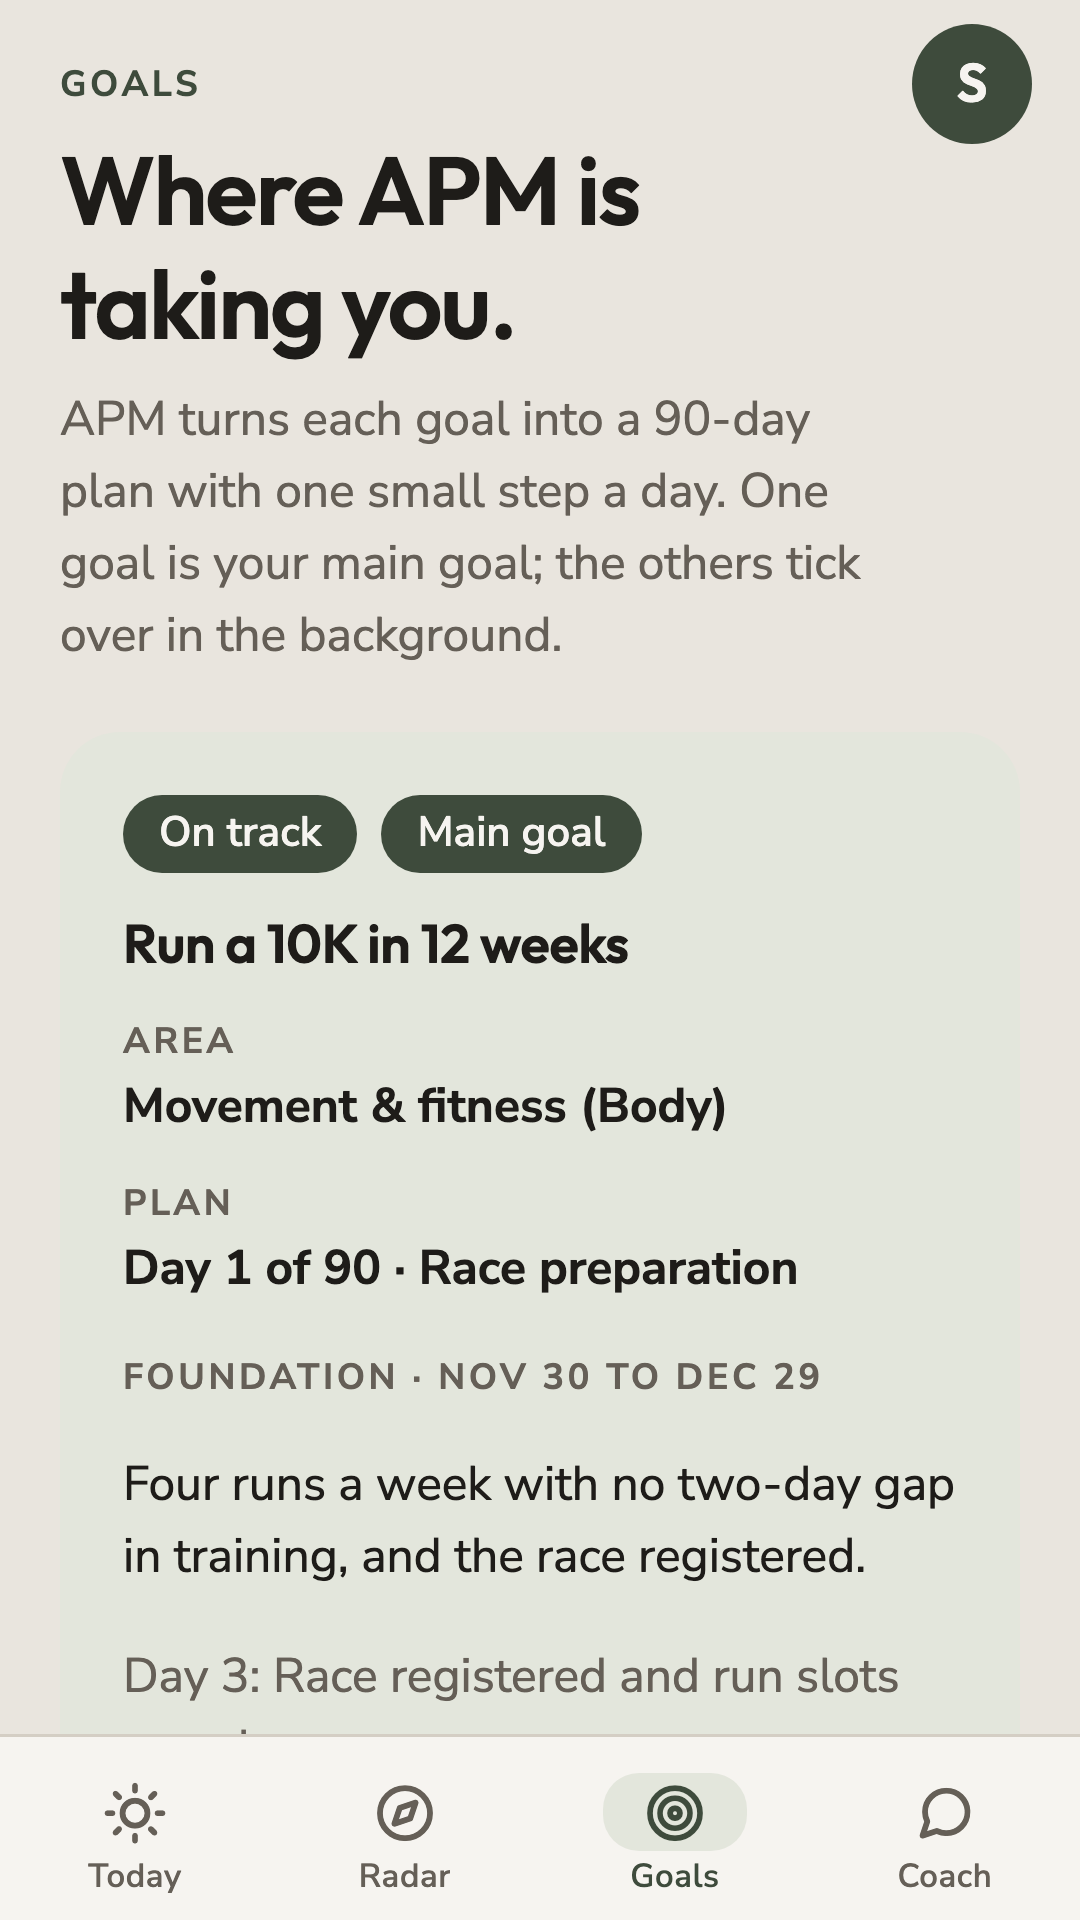 GOALS
S
Where APM is
taking you.
APM turns each goal into a 90-day
plan with one small step a day. One
goal is your main goal; the others tick
over in the background.
On track
Main goal
Run a 10K in 12 weeks
AREA
Movement & fitness (Body)
PLAN
Day 1 of 90 · Race preparation
FOUNDATION · NOV 30 TO DEC 29
Four runs a week with no two-day gap
in training, and the race registered.
Day 3: Race registered and run slots
Today
Radar
Goals
Coach